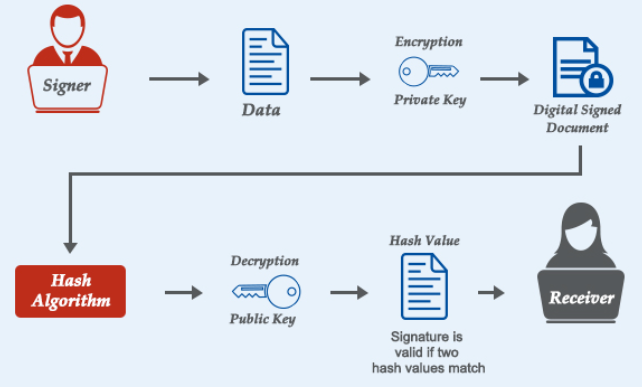 Signer
Data
Encryption
Private Key
Digital Signed
Document
Hash
Algorithm
Decryption
Public Key
Hash Value
Signature is
valid if two
hash values match
Receiver